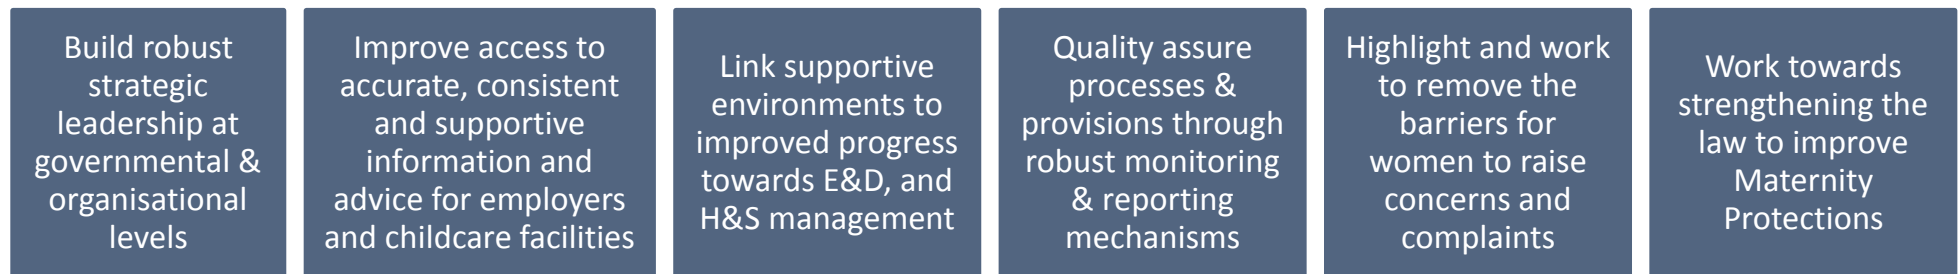 Build robust
strategic
leadership at
governmental &
organisational
levels
Improve access to
accurate, consistent
and supportive
information and
advice for employers
and childcare facilities
Link supportive
environments to
improved progress
towards E&D, and
H&S management
Quality assure
processes &
provisions through
robust monitoring
& reporting
mechanisms
Highlight and work
to remove the
barriers for
women to raise
concerns and
complaints
Work towards
strengthening the
law to improve
Maternity
Protections